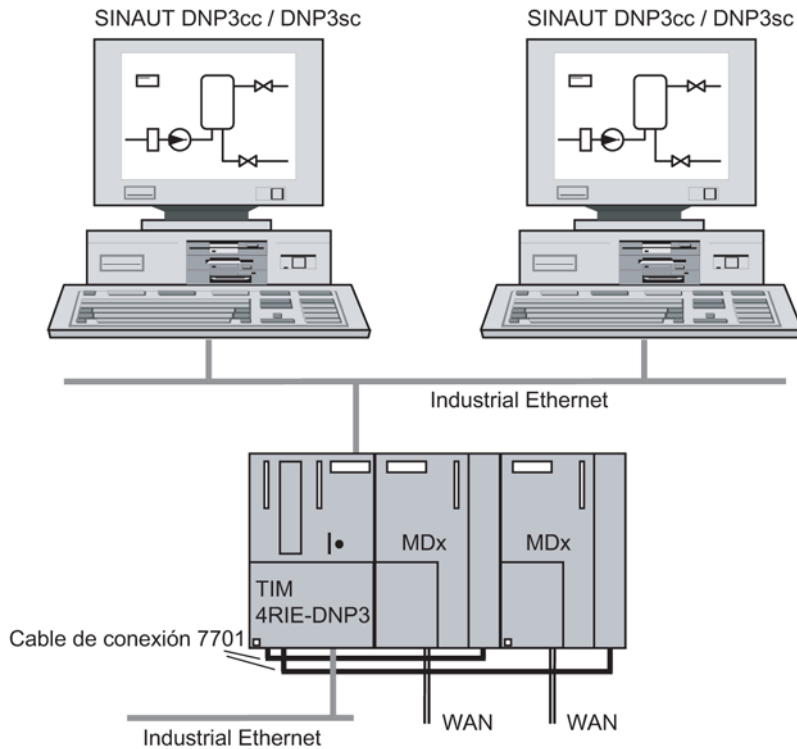 SINAUT DNP3cc / DNP3sc
SINAUT DNP3cc / DNP3sc
Industrial Ethernet
MDx
MDx
TIM
4RIE-DNP3
Cable de conexión 7701
WAN
WAN
Industrial Ethernet